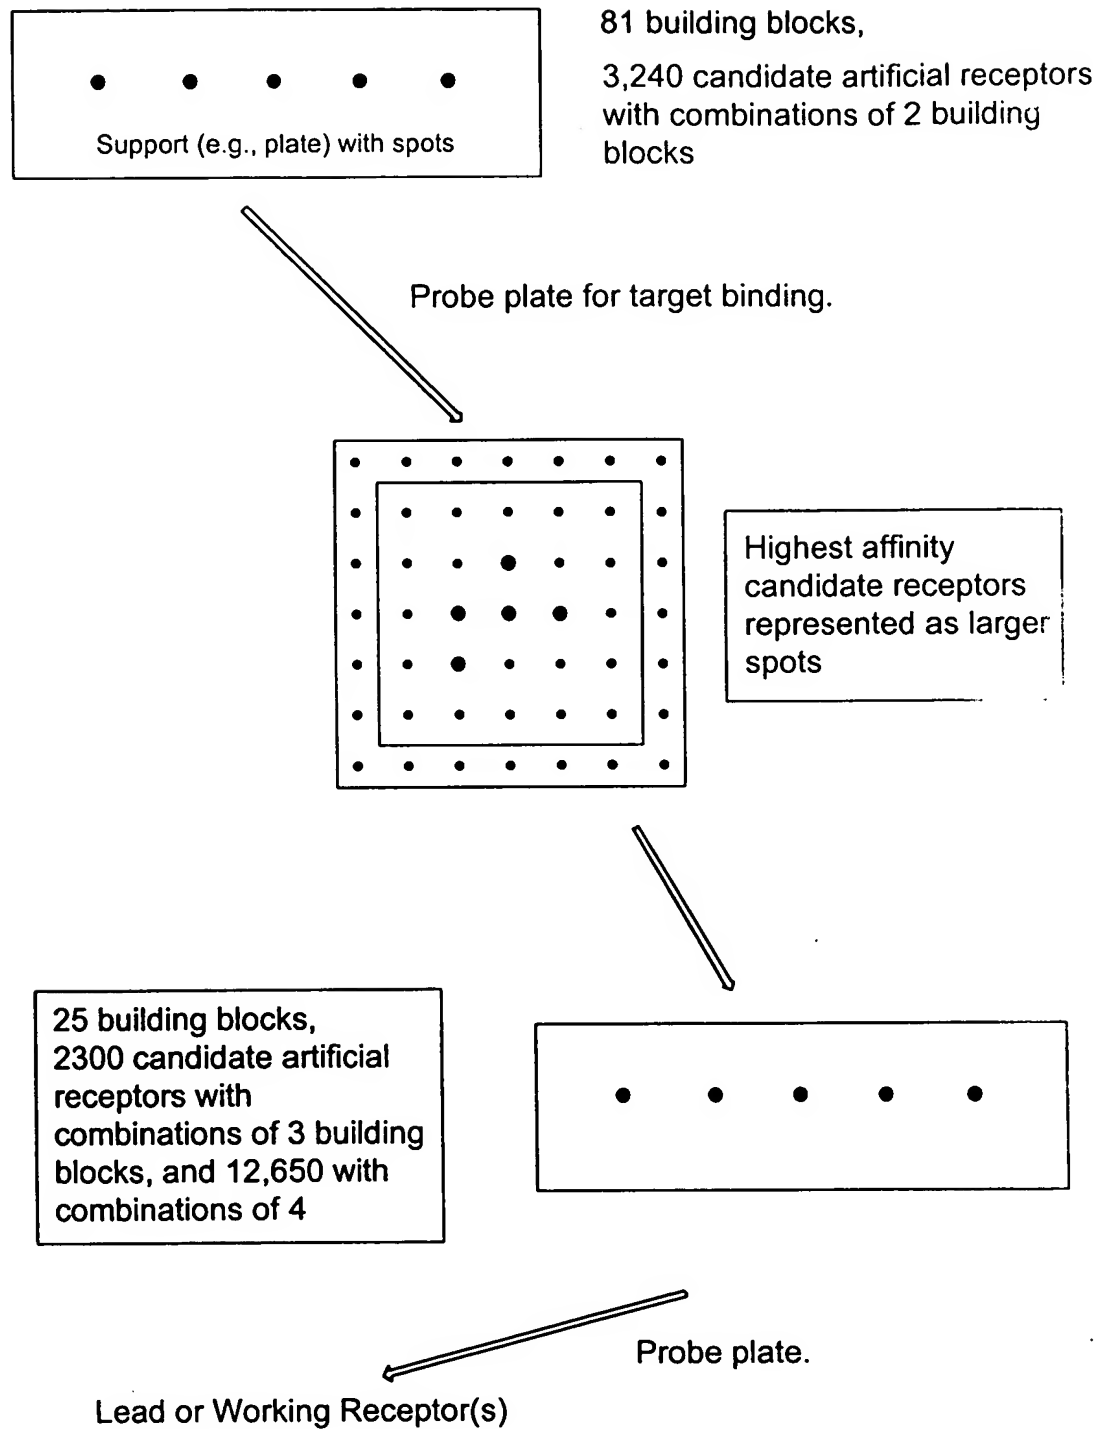 81 building blocks,
3,240 candidate artificial receptors
with combinations of 2 building
blocks
Support (e.g., plate) with spots
Probe plate for target binding.
Highest affinity
candidate receptors
represented as larger
spots
25 building blocks,
2300 candidate artificial
receptors with
combinations of 3 building
blocks, and 12,650 with
combinations of 4
Probe plate.
Lead or Working Receptor(s)